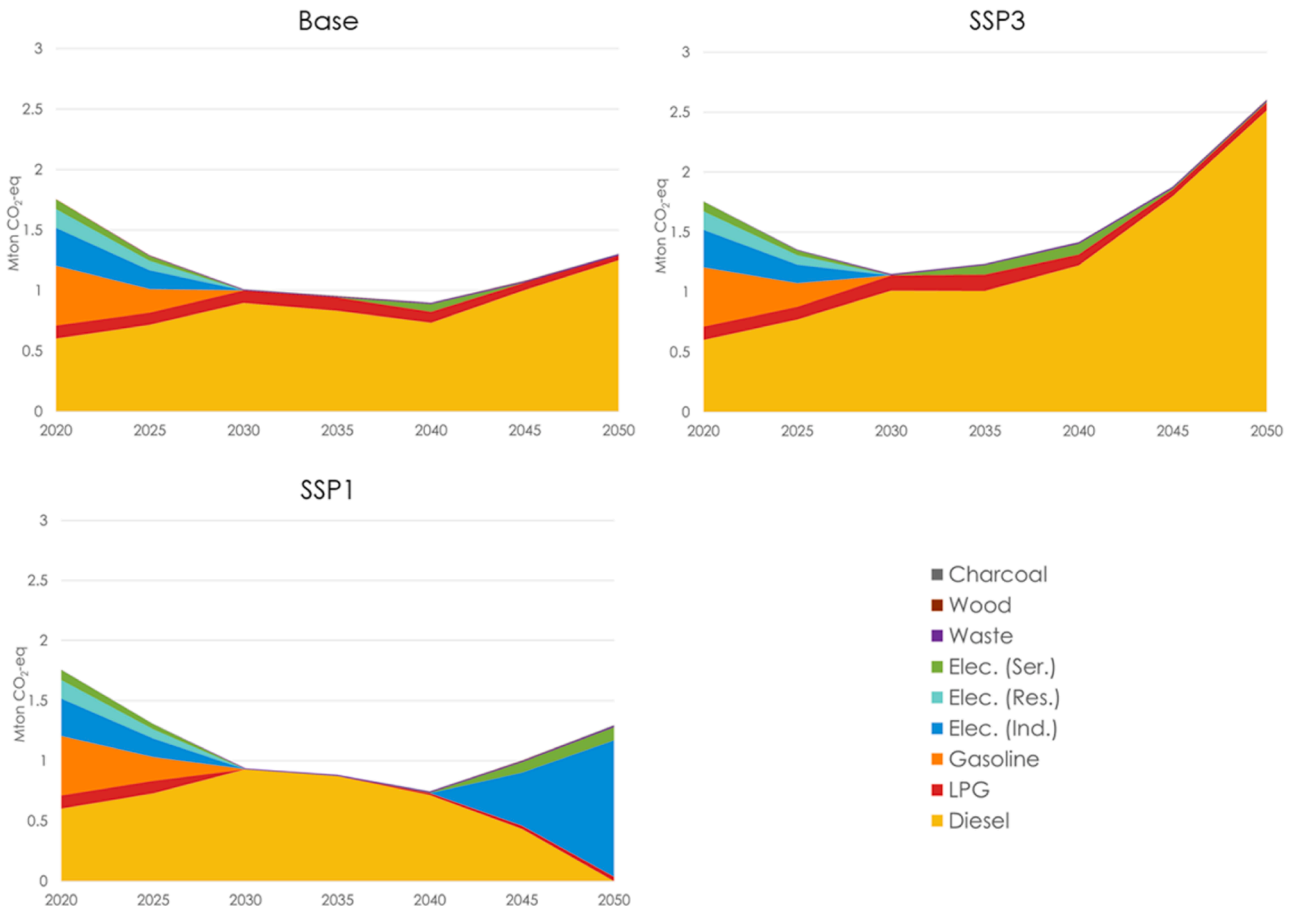 Base
3
2.5
2
1.5
1
0.5
0
Mton CO₂-eq
2020 2025 2030 2035 2040 2045 2050
SSP3
3
2.5
2
1.5
1
0.5
0
Mton CO₂-eq
2020 2025 2030 2035 2040 2045 2050
SSP1
3
2.5
2
1.5
1
0.5
0
Mton CO₂-eq
2020 2025 2030 2035 2040 2045 2050
Charcoal
Wood
Waste
Elec. (Ser.)
Elec. (Res.)
Elec. (Ind.)
Gasoline
LPG
Diesel